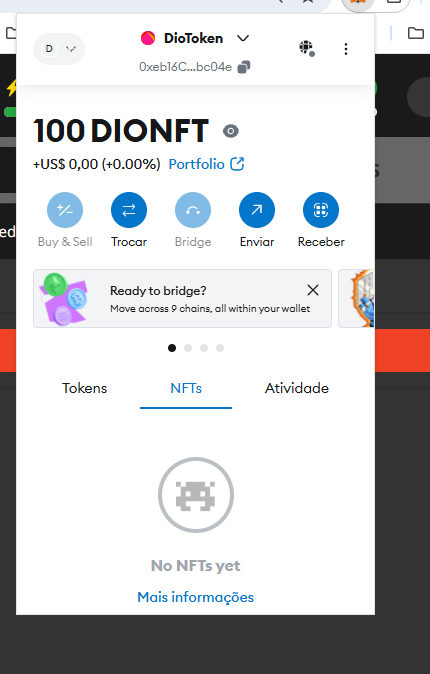 D
DioToken
0xeb16C...bc04e
100 DIONFT
+US$ 0,00 (+0.00%) Portfolio
Buy & Sell
Trocar
Bridge
Enviar
Receber
ed
Ready to bridge?
Move across 9 chains, all within your wallet
Tokens
NFTs
Atividade
No NFTs yet
Mais informações